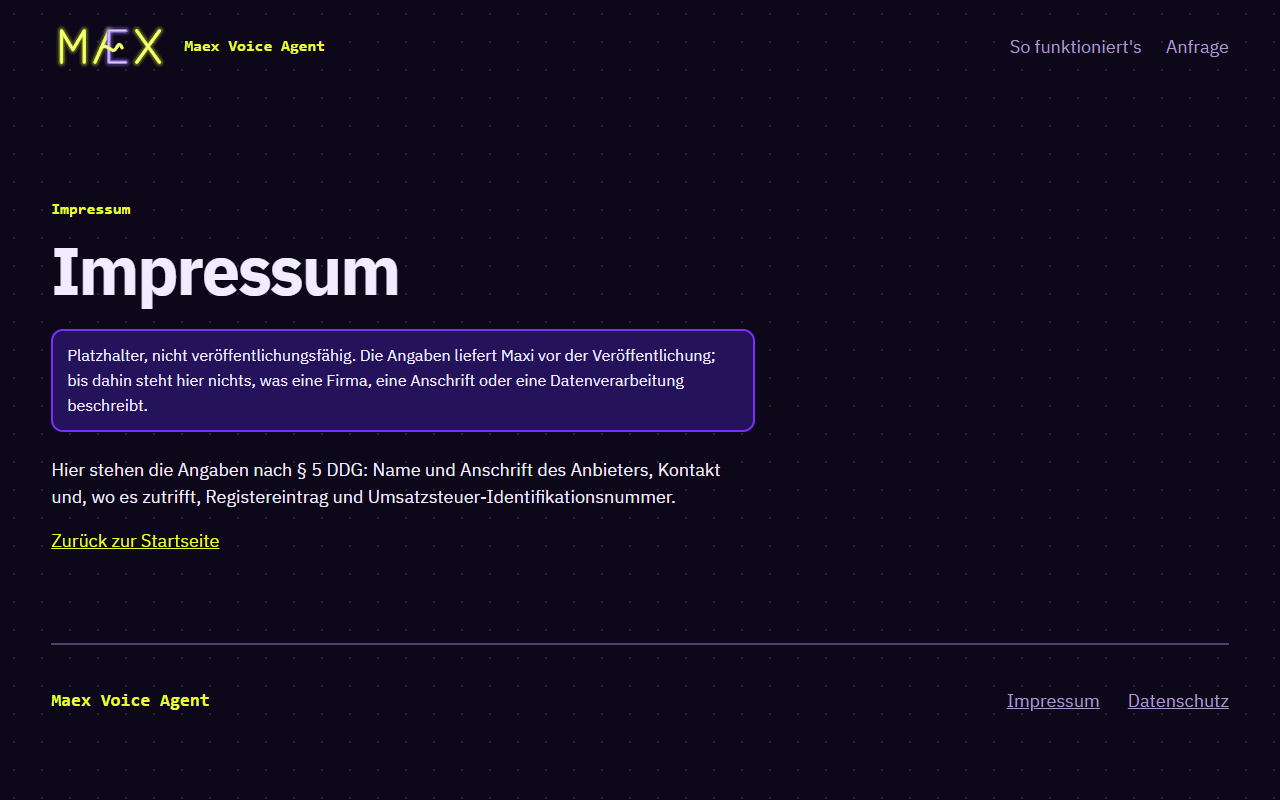 MÆX
Maex Voice Agent
So funktioniert's
Anfrage
Impressum
Impressum
Platzhalter, nicht veröffentlichungsfähig. Die Angaben liefert Maxi vor der Veröffentlichung;
bis dahin steht hier nichts, was eine Firma, eine Anschrift oder eine Datenverarbeitung
beschreibt.
Hier stehen die Angaben nach § 5 DDG: Name und Anschrift des Anbieters, Kontakt
und, wo es zutrifft, Registereintrag und Umsatzsteuer-Identifikationsnummer.
Zurück zur Startseite
Maex Voice Agent
Impressum
Datenschutz